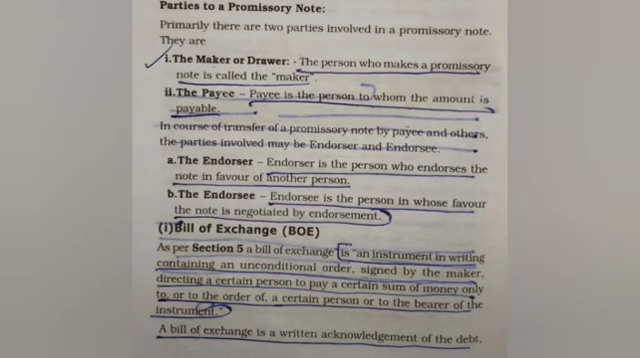 Parties to a Promissory Note:
Primarily there are two parties involved in a promissory note.
They are
i.The Maker or Drawer: - The person who makes a promissory
note is called the "maker".
ii.The Payee – Payee is the person to whom the amount is
payable.
In course of transfer of a promissory note by payee and others,
the parties involved may be Endorser and Endorsee.
a.The Endorser – Endorser is the person who endorses the
note in favour of another person.
b.The Endorsee – Endorsee is the person in whose favour
the note is negotiated by endorsement.
(i)Bill of Exchange (BOE)
As per Section 5 a bill of exchange is "an instrument in writing
containing an unconditional order, signed by the maker,
directing a certain person to pay a certain sum of money only
to, or to the order of, a certain person or to the bearer of the
instrument."
A bill of exchange is a written acknowledgement of the debt.